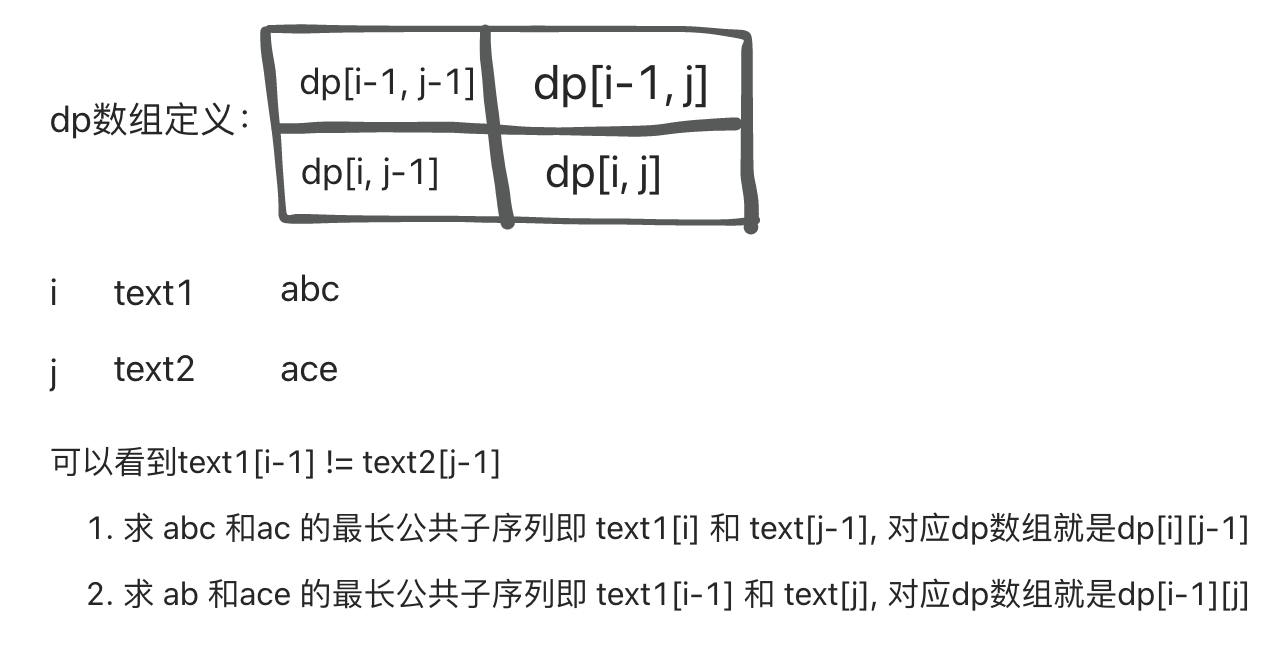 dp[i-1, j-1] dp[i-1, j]
dp数组定义：
dp[i, j-1] dp[i, j]
i text1 abc
j text2 ace
可以看到text1[i-1] != text2[j-1]
1. 求 abc 和ac 的最长公共子序列即 text1[i] 和 text[j-1], 对应dp数组就是dp[i][j-1]
2. 求 ab 和ace 的最长公共子序列即 text1[i-1] 和 text[j], 对应dp数组就是dp[i-1][j]